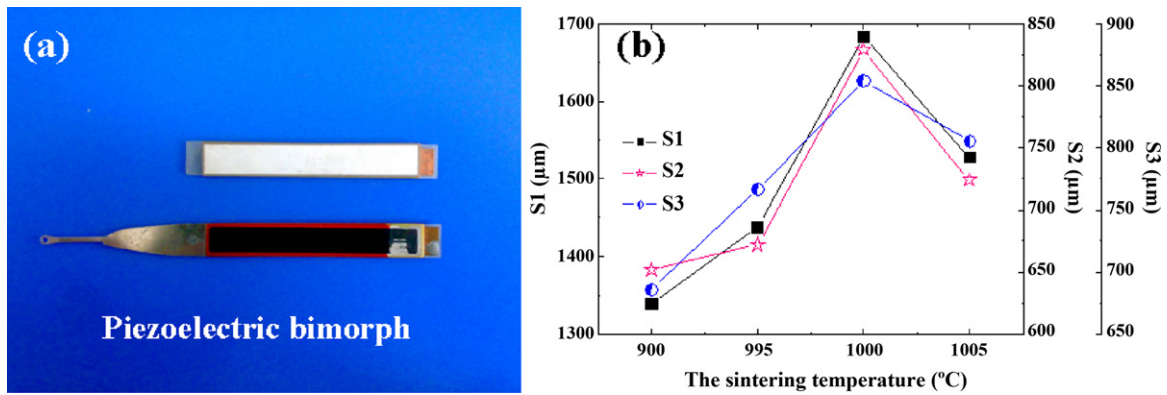 (a)
Piezoelectric bimorph
(b)
1700
1600
1500
1400
1300
S1 (μm)
S1
S2
S3
850
800
750
700
650
600
S2 (μm)
900
850
800
750
700
650
S3 (μm)
900 995 1000 1005
The sintering temperature (ºC)